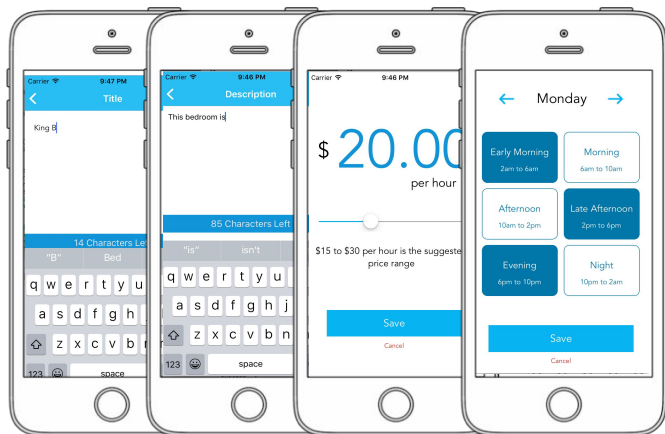 Carrier 9:47 PM
Title
King B
14 Characters Le
"B" Bed
q w e r t y u
a s d f g h
z x c v b
123 space
Carrier 9:46 PM
Description
This bedroom is
85 Characters Left
"is" isn't
q w e r t y u
a s d f g h j
z x c v b n
123 space
Carrier 9:46 PM
$ 20.00
per hour
$15 to $30 per hour is the suggeste
price range
Save
Cancel
← Monday →
Early Morning
2am to 6am
Morning
6am to 10am
Afternoon
10am to 2pm
Late Afternoon
2pm to 6pm
Evening
6pm to 10pm
Night
10pm to 2am
Save
Cancel